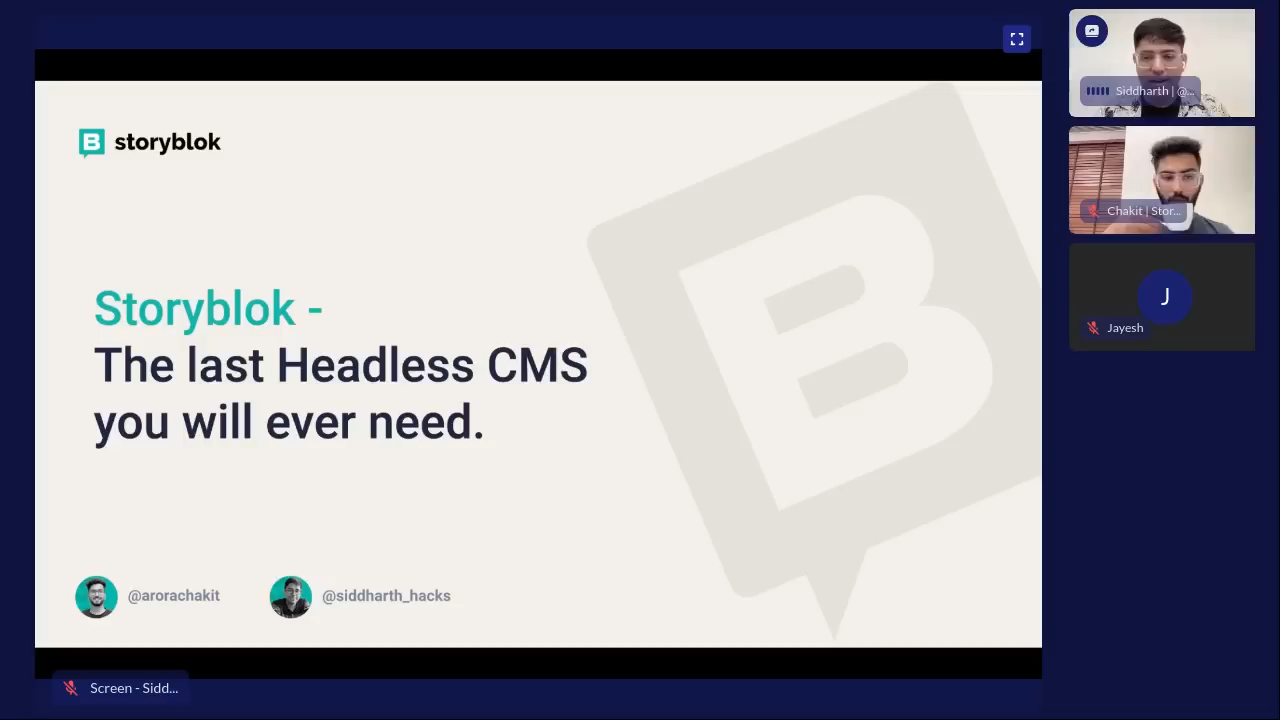 storyblok
Storyblok -
The last Headless CMS
you will ever need.
@arorachakit
@siddharth_hacks
Screen - Sidd...
Siddharth | @...
Chakit | Stor...
J
Jayesh